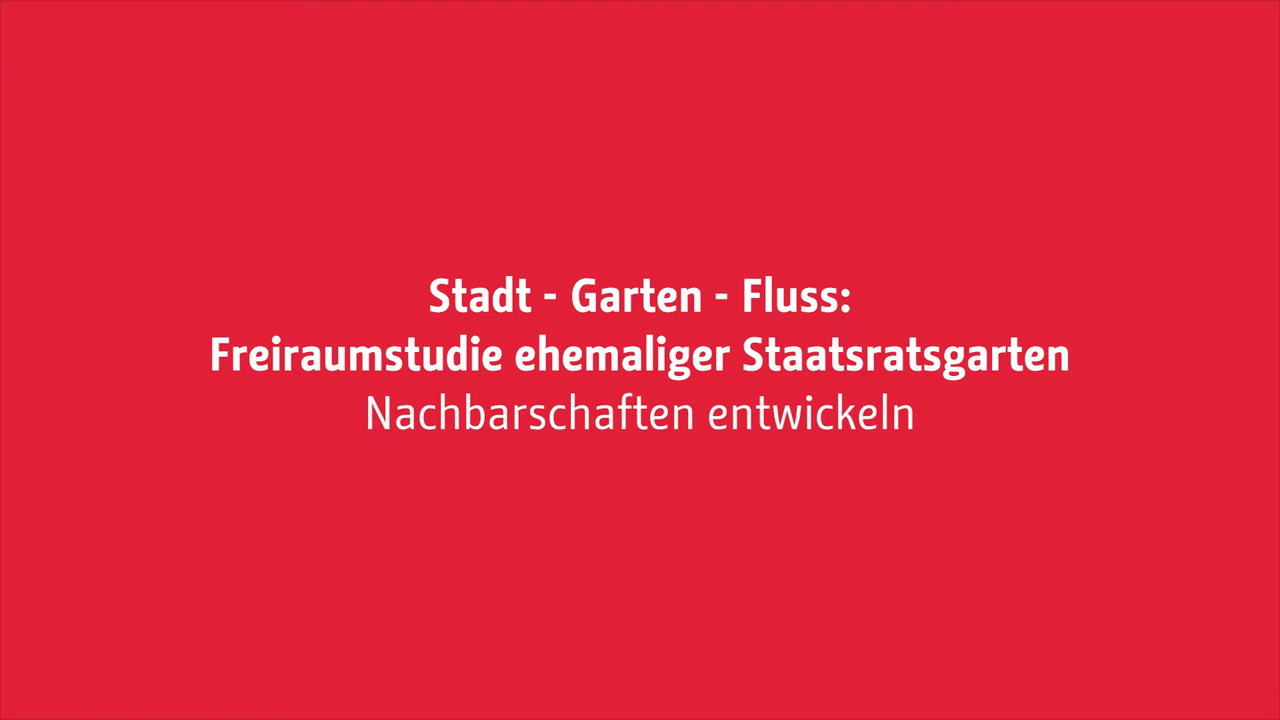 Stadt - Garten - Fluss:
Freiraumstudie ehemaliger Staatsratsgarten
Nachbarschaften entwickeln